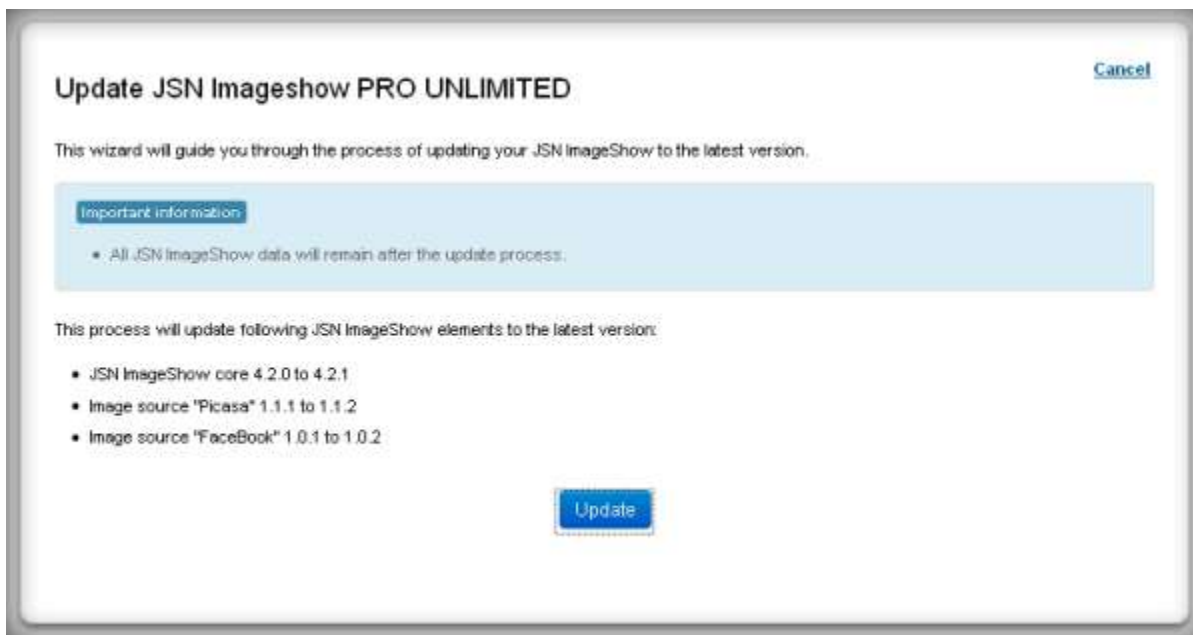 Cancel
Update JSN Imageshow PRO UNLIMITED
This wizard will guide you through the process of updating your JSN ImageShow to the latest version.
Important information
• All JSN ImageShow data will remain after the update process.
This process will update following JSN ImageShow elements to the latest version:
• JSN ImageShow core 4.2.0 to 4.2.1
• Image source "Picasa" 1.1.1 to 1.1.2
• Image source "FaceBook" 1.0.1 to 1.0.2
Update